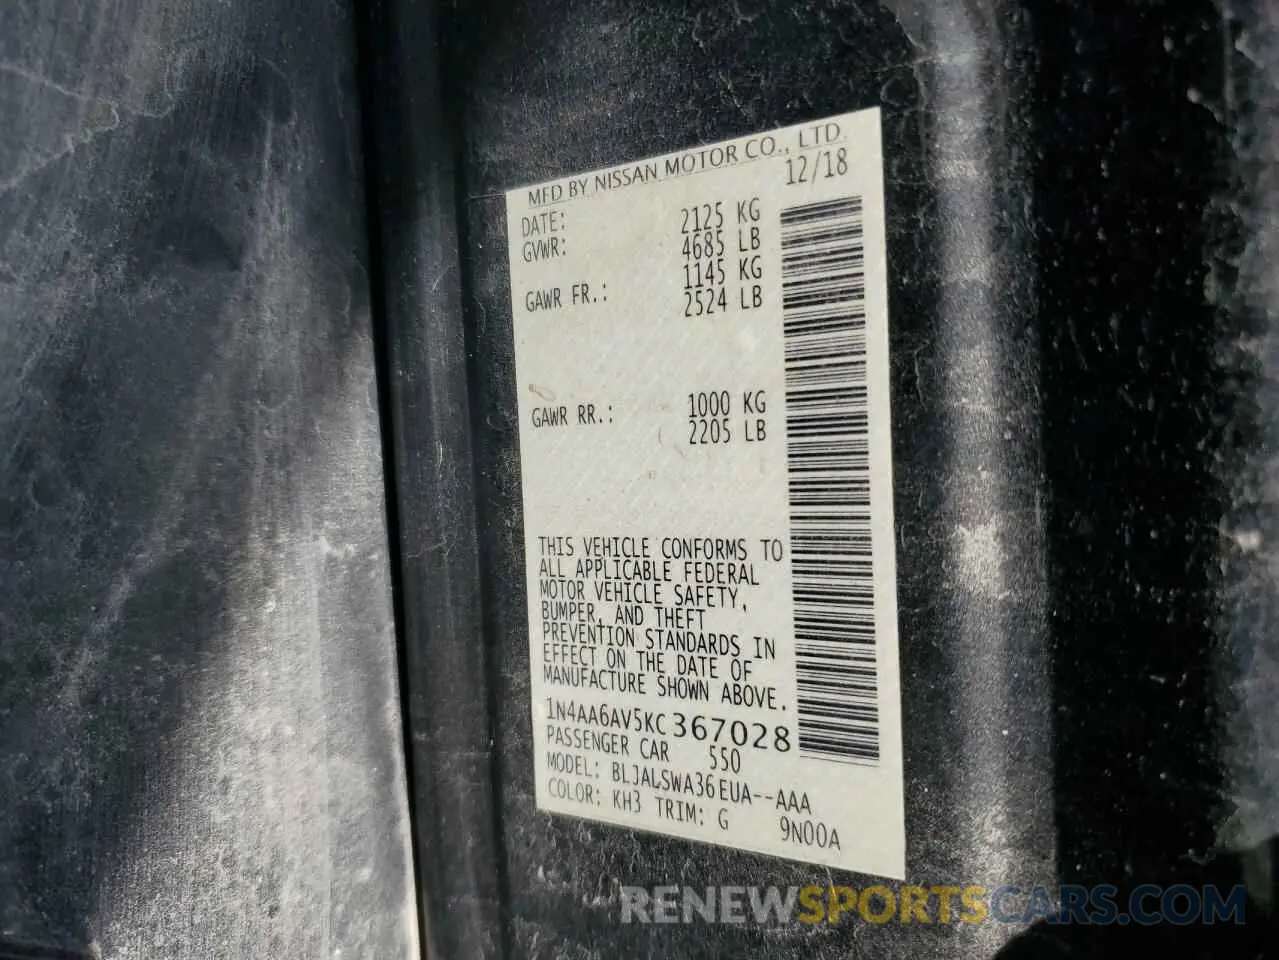 MFD BY NISSAN MOTOR CO., LTD.
DATE: 12/18
GVWR: 2125 KG
4685 LB
GAWR FR.: 1145 KG
2524 LB
GAWR RR.: 1000 KG
2205 LB
THIS VEHICLE CONFORMS TO
ALL APPLICABLE FEDERAL
MOTOR VEHICLE SAFETY,
BUMPER, AND THEFT
PREVENTION STANDARDS IN
EFFECT ON THE DATE OF
MANUFACTURE SHOWN ABOVE.
1N4AA6AV5KC367028
PASSENGER CAR 550
MODEL: BLJALSWA36EUA--AAA
COLOR: KH3 TRIM: G 9N00A
RENEWSPORTSCARS.COM